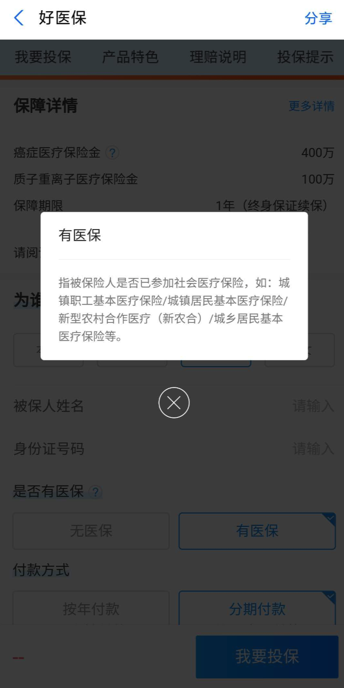 好医保
分享
我要投保 产品特色 理赔说明 投保提示
保障详情
更多详情
癌症医疗保险金 ?
400万
质子重离子医疗保险金
100万
保障期限
1年（终身保证续保）
请阅
有医保
指被保险人是否已参加社会医疗保险，如：城
镇职工基本医疗保险/城镇居民基本医疗保险/
新型农村合作医疗（新农合）/城乡居民基本
医疗保险等。
为
被保人姓名
请输入
身份证号码
请输入
是否有医保 ?
无医保
有医保
付款方式
按年付款
分期付款
--
我要投保